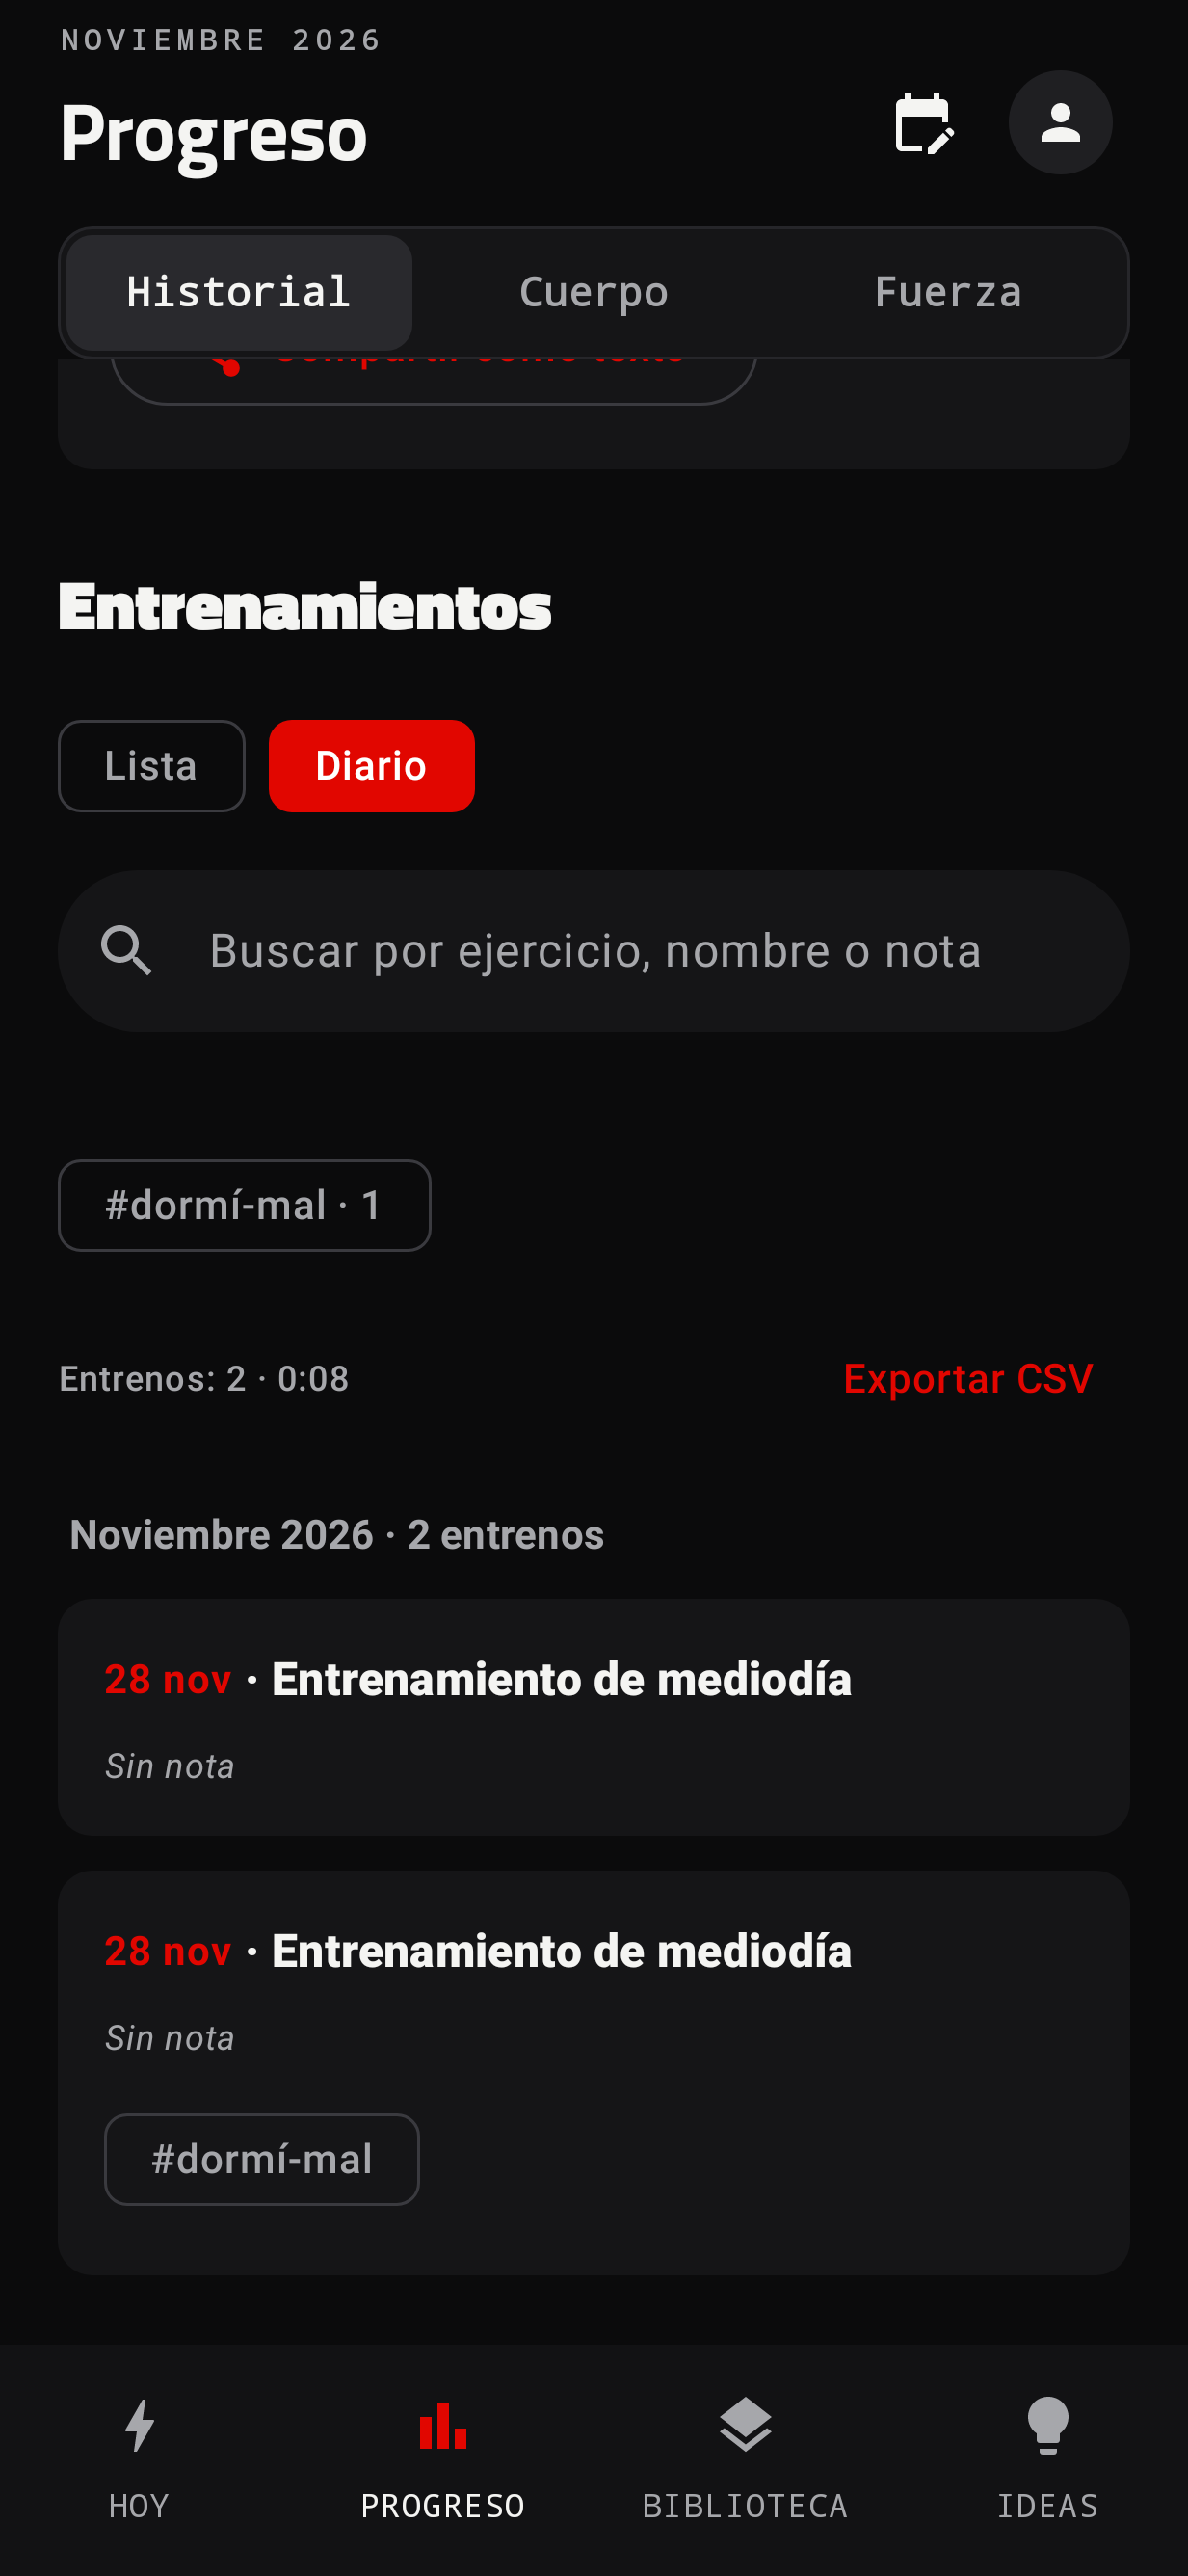 NOVIEMBRE 2026
Progreso
Historial
Cuerpo
Fuerza
Entrenamientos
Lista
Diario
Buscar por ejercicio, nombre o nota
#dormí-mal · 1
Entrenos: 2 · 0:08
Exportar CSV
Noviembre 2026 · 2 entrenos
28 nov · Entrenamiento de mediodía
Sin nota
28 nov · Entrenamiento de mediodía
Sin nota
#dormí-mal
HOY
PROGRESO
BIBLIOTECA
IDEAS